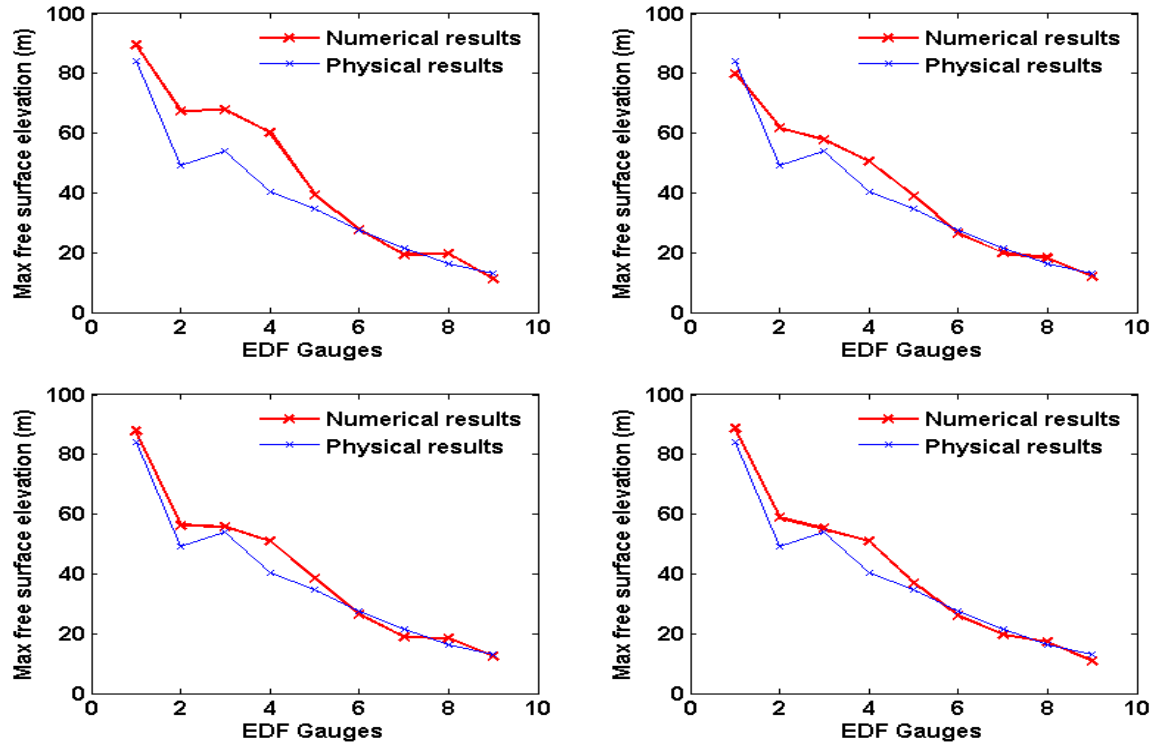 100
80
60
40
20
0
Max free surface elevation (m)
Numerical results
Physical results
0 2 4 6 8 10
EDF Gauges
100
80
60
40
20
0
Max free surface elevation (m)
Numerical results
Physical results
0 2 4 6 8 10
EDF Gauges
100
80
60
40
20
0
Max free surface elevation (m)
Numerical results
Physical results
0 2 4 6 8 10
EDF Gauges
100
80
60
40
20
0
Max free surface elevation (m)
Numerical results
Physical results
0 2 4 6 8 10
EDF Gauges